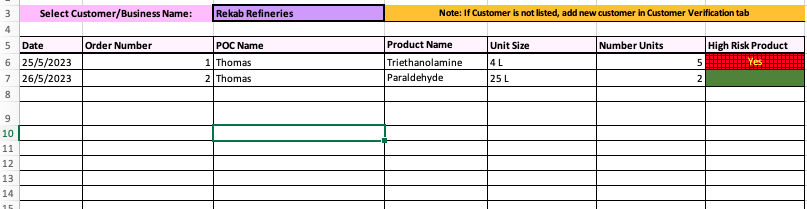 3 Select Customer/Business Name: Rekab Refineries Note: If Customer is not listed, add new customer in Customer Verification tab
4
5 Date Order Number POC Name Product Name Unit Size Number Units High Risk Product
6 25/5/2023 1 Thomas Triethanolamine 4 L 5 Yes
7 26/5/2023 2 Thomas Paraldehyde 25 L 2
8
9
10
11
12
13
14